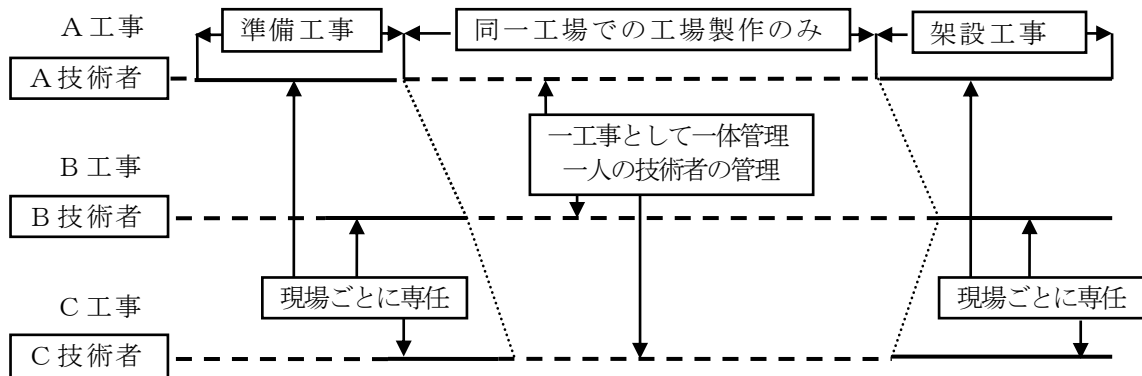 A工事
準備工事
同一工場での工場製作のみ
架設工事
A技術者
一工事として一体管理
一人の技術者の管理
B工事
B技術者
現場ごとに専任
現場ごとに専任
C工事
C技術者